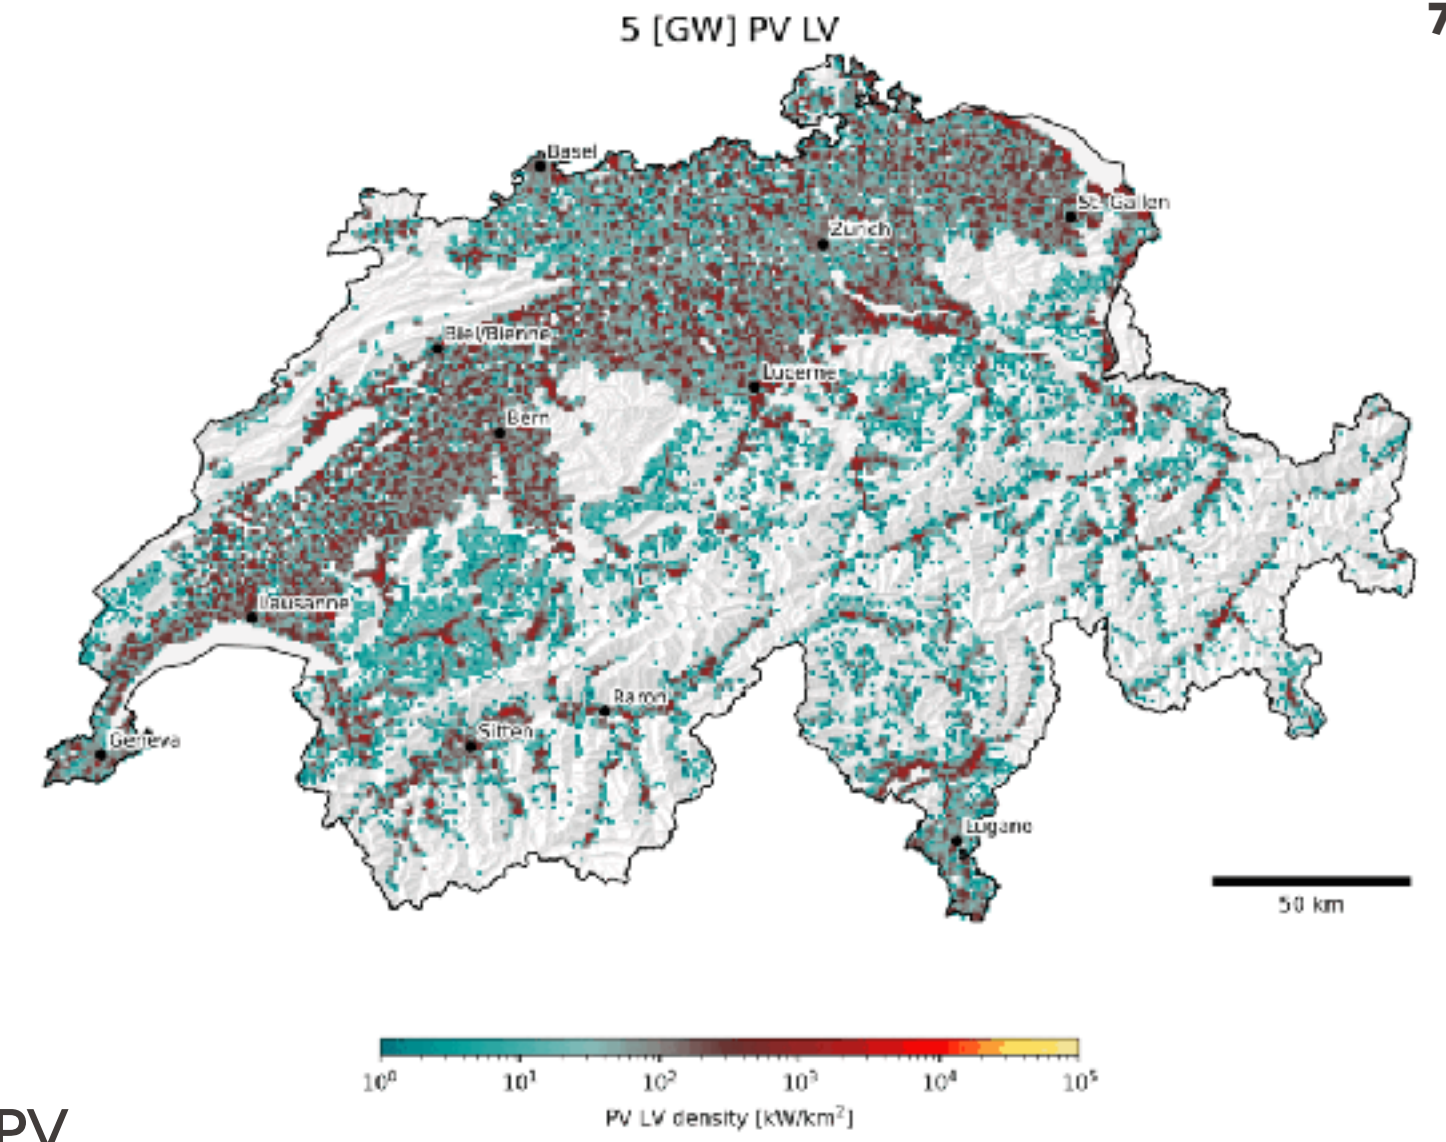 5 [GW] PV LV
7
Basel
St. Gallen
Zurich
Biel/Bienne
Lucerne
Bern
Lausanne
Raron
Sitten
Geneva
Lugano
50 km
10⁰ 10¹ 10² 10³ 10⁴ 10⁵
PV LV density [kW/km²]
PV